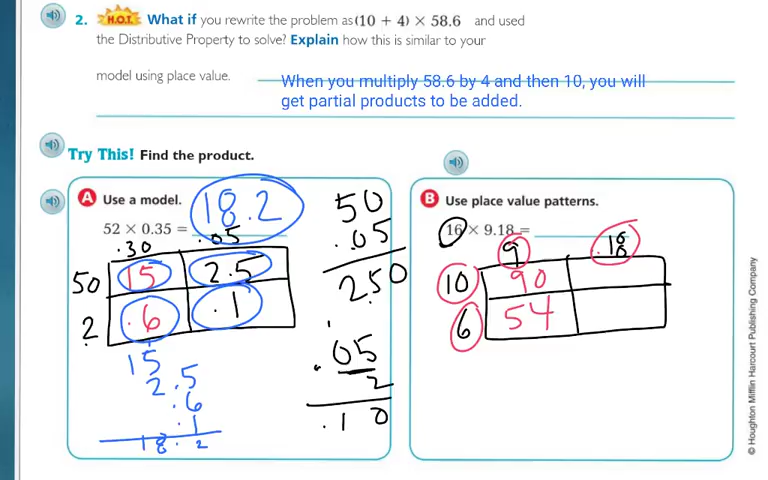 2. H.O.T. What if you rewrite the problem as (10 + 4) × 58.6 and used
the Distributive Property to solve? Explain how this is similar to your
model using place value. When you multiply 58.6 by 4 and then 10, you will
get partial products to be added.
Try This! Find the product.
A Use a model.
18.2
52 × 0.35 =
.30 .05
50 15 2.5
2 .6 .1
15
2.5
.6
.1
18.2
50
.05
2.50
.05
2
.10
B Use place value patterns.
16 × 9.18 =
9
10 90
6 54
© Houghton Mifflin Harcourt Publishing Company